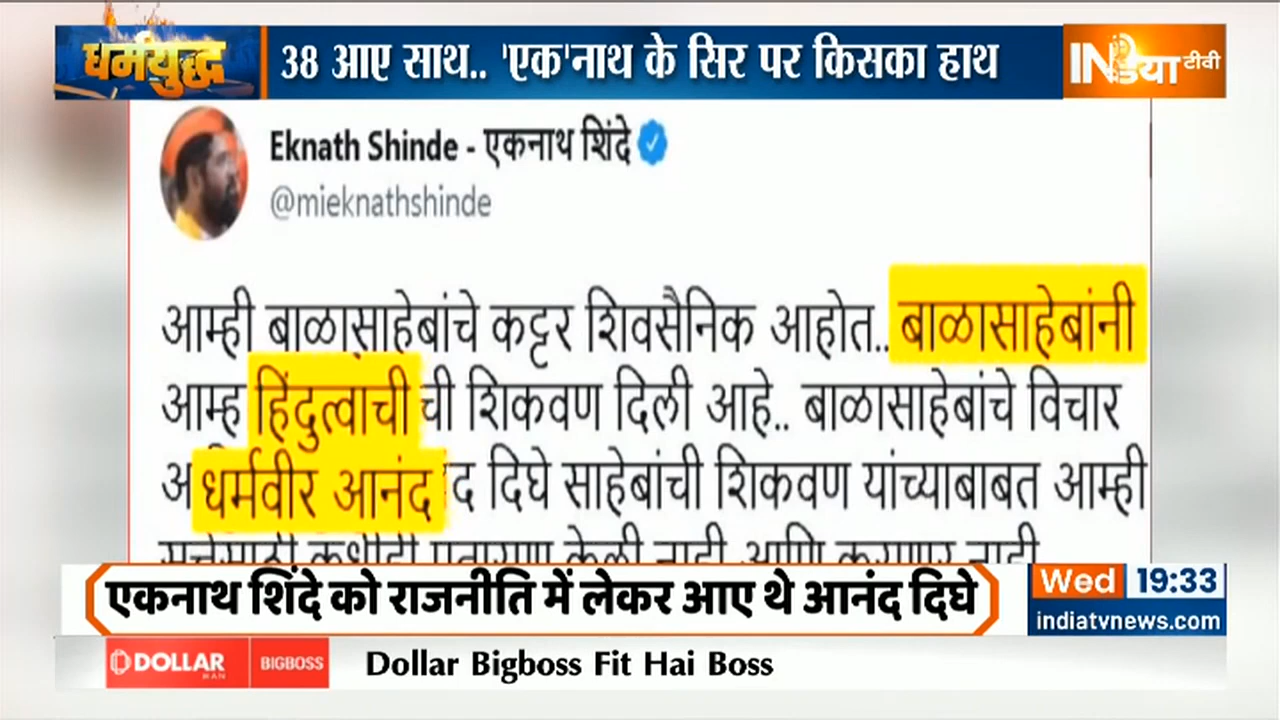 धर्मयुद्ध
38 आए साथ.. 'एक'नाथ के सिर पर किसका हाथ
INडिया टीवी
Eknath Shinde - एकनाथ शिंदे
@mieknathshinde
आम्ही बाळासाहेबांचे कट्टर शिवसैनिक आहोत.. बाळासाहेबांनी
आम्ह हिंदुत्वाची ची शिकवण दिली आहे.. बाळासाहेबांचे विचार
अ धर्मवीर आनंद द दिघे साहेबांची शिकवण यांच्याबाबत आम्ही
एकनाथ शिंदे को राजनीति में लेकर आए थे आनंद दिघे
Wed 19:33
indiatvnews.com
DOLLAR MAN BIGBOSS Dollar Bigboss Fit Hai Boss